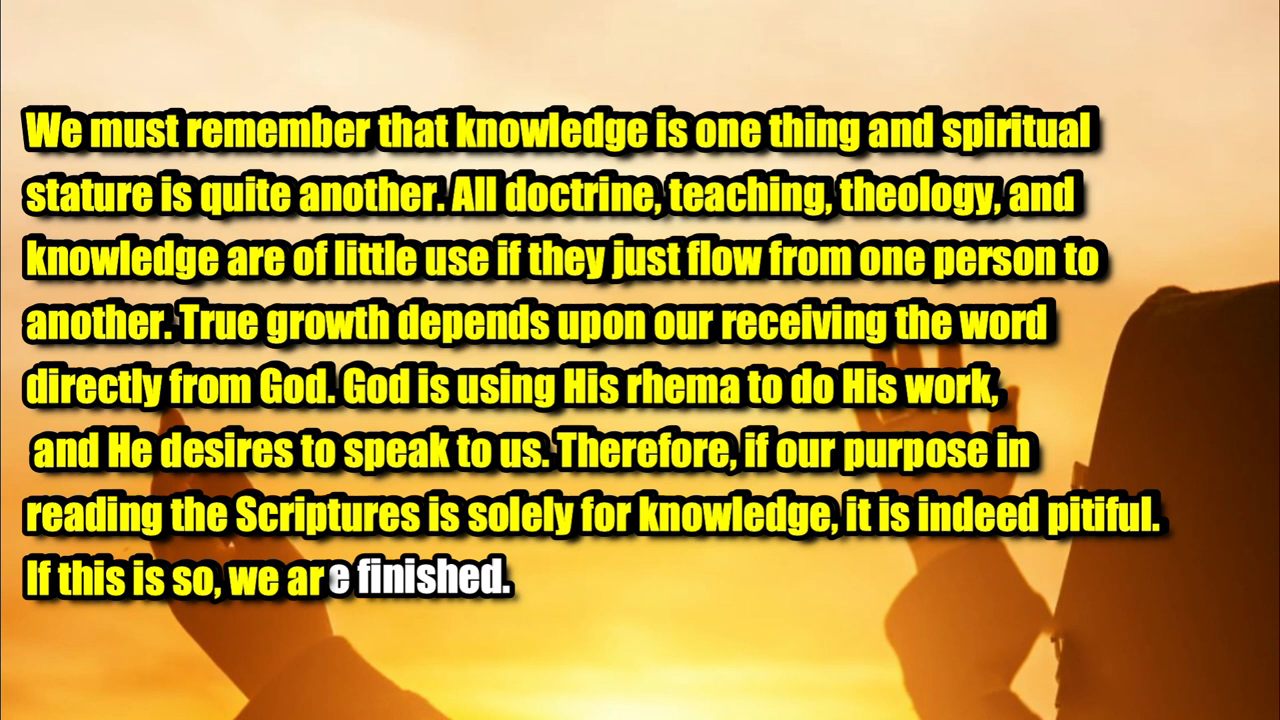 We must remember that knowledge is one thing and spiritual
stature is quite another. All doctrine, teaching, theology, and
knowledge are of little use if they just flow from one person to
another. True growth depends upon our receiving the word
directly from God. God is using His rhema to do His work,
and He desires to speak to us. Therefore, if our purpose in
reading the Scriptures is solely for knowledge, it is indeed pitiful.
If this is so, we are finished.